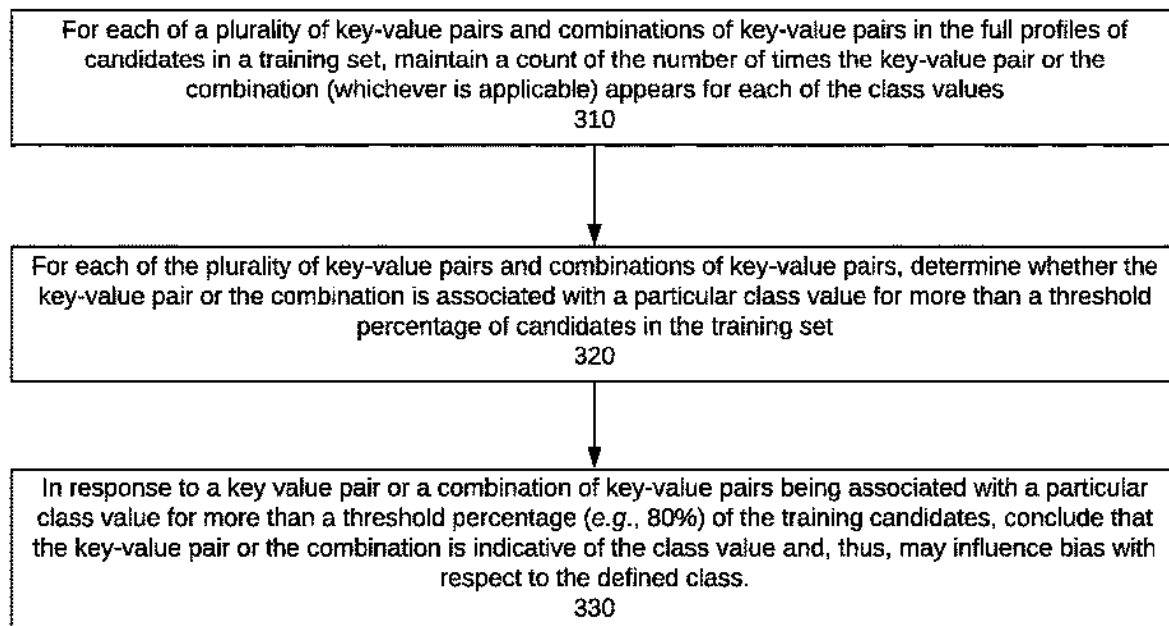 For each of a plurality of key-value pairs and combinations of key-value pairs in the full profiles of
candidates in a training set, maintain a count of the number of times the key-value pair or the
combination (whichever is applicable) appears for each of the class values
310
For each of the plurality of key-value pairs and combinations of key-value pairs, determine whether the
key-value pair or the combination is associated with a particular class value for more than a threshold
percentage of candidates in the training set
320
In response to a key value pair or a combination of key-value pairs being associated with a particular
class value for more than a threshold percentage (e.g., 80%) of the training candidates, conclude that
the key-value pair or the combination is indicative of the class value and, thus, may influence bias with
respect to the defined class.
330